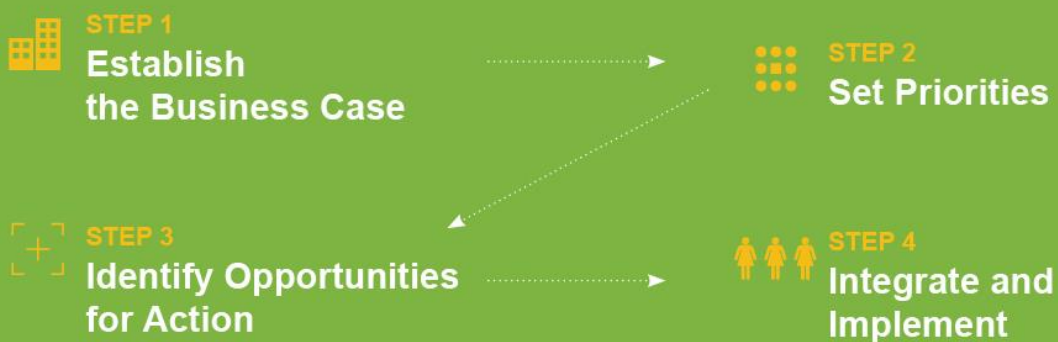 STEP 1
Establish
the Business Case
STEP 2
Set Priorities
STEP 3
Identify Opportunities
for Action
STEP 4
Integrate and
Implement